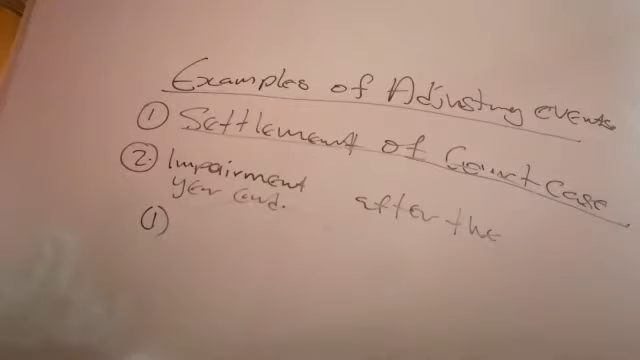 Examples of Adjusting events
① Settlement of Court Case
②. Impairment after the
year end.
①